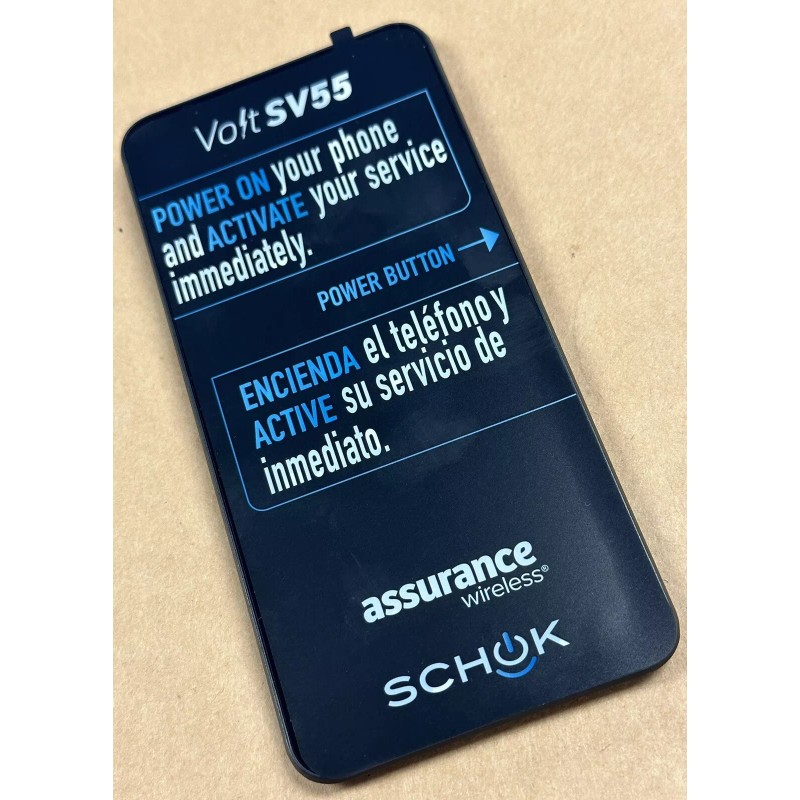 Volt SV55
POWER ON your phone
and ACTIVATE your service
immediately.
POWER BUTTON
ENCIENDA el teléfono y
ACTIVE su servicio de
inmediato.
assurance
wireless®
SCHOK